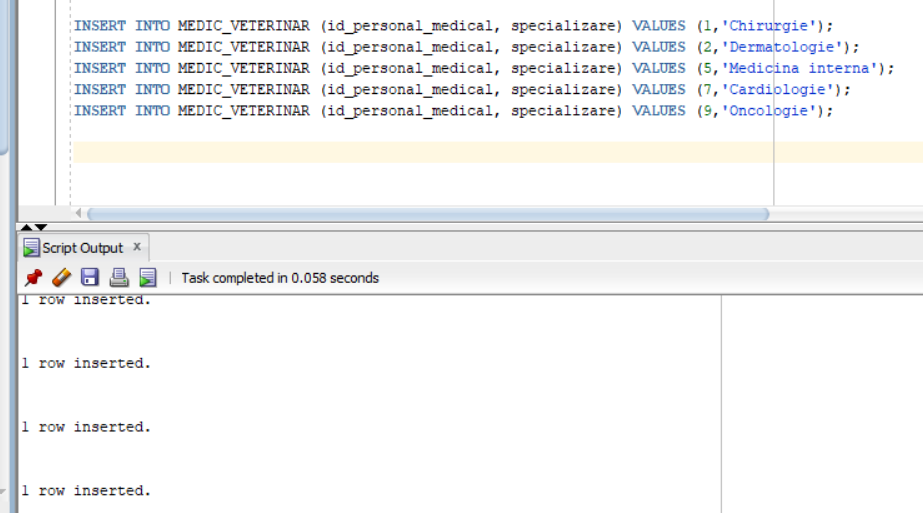 INSERT INTO MEDIC_VETERINAR (id_personal_medical, specializare) VALUES (1,'Chirurgie');
INSERT INTO MEDIC_VETERINAR (id_personal_medical, specializare) VALUES (2,'Dermatologie');
INSERT INTO MEDIC_VETERINAR (id_personal_medical, specializare) VALUES (5,'Medicina interna');
INSERT INTO MEDIC_VETERINAR (id_personal_medical, specializare) VALUES (7,'Cardiologie');
INSERT INTO MEDIC_VETERINAR (id_personal_medical, specializare) VALUES (9,'Oncologie');
Script Output x
Task completed in 0.058 seconds
1 row inserted.
1 row inserted.
1 row inserted.
1 row inserted.